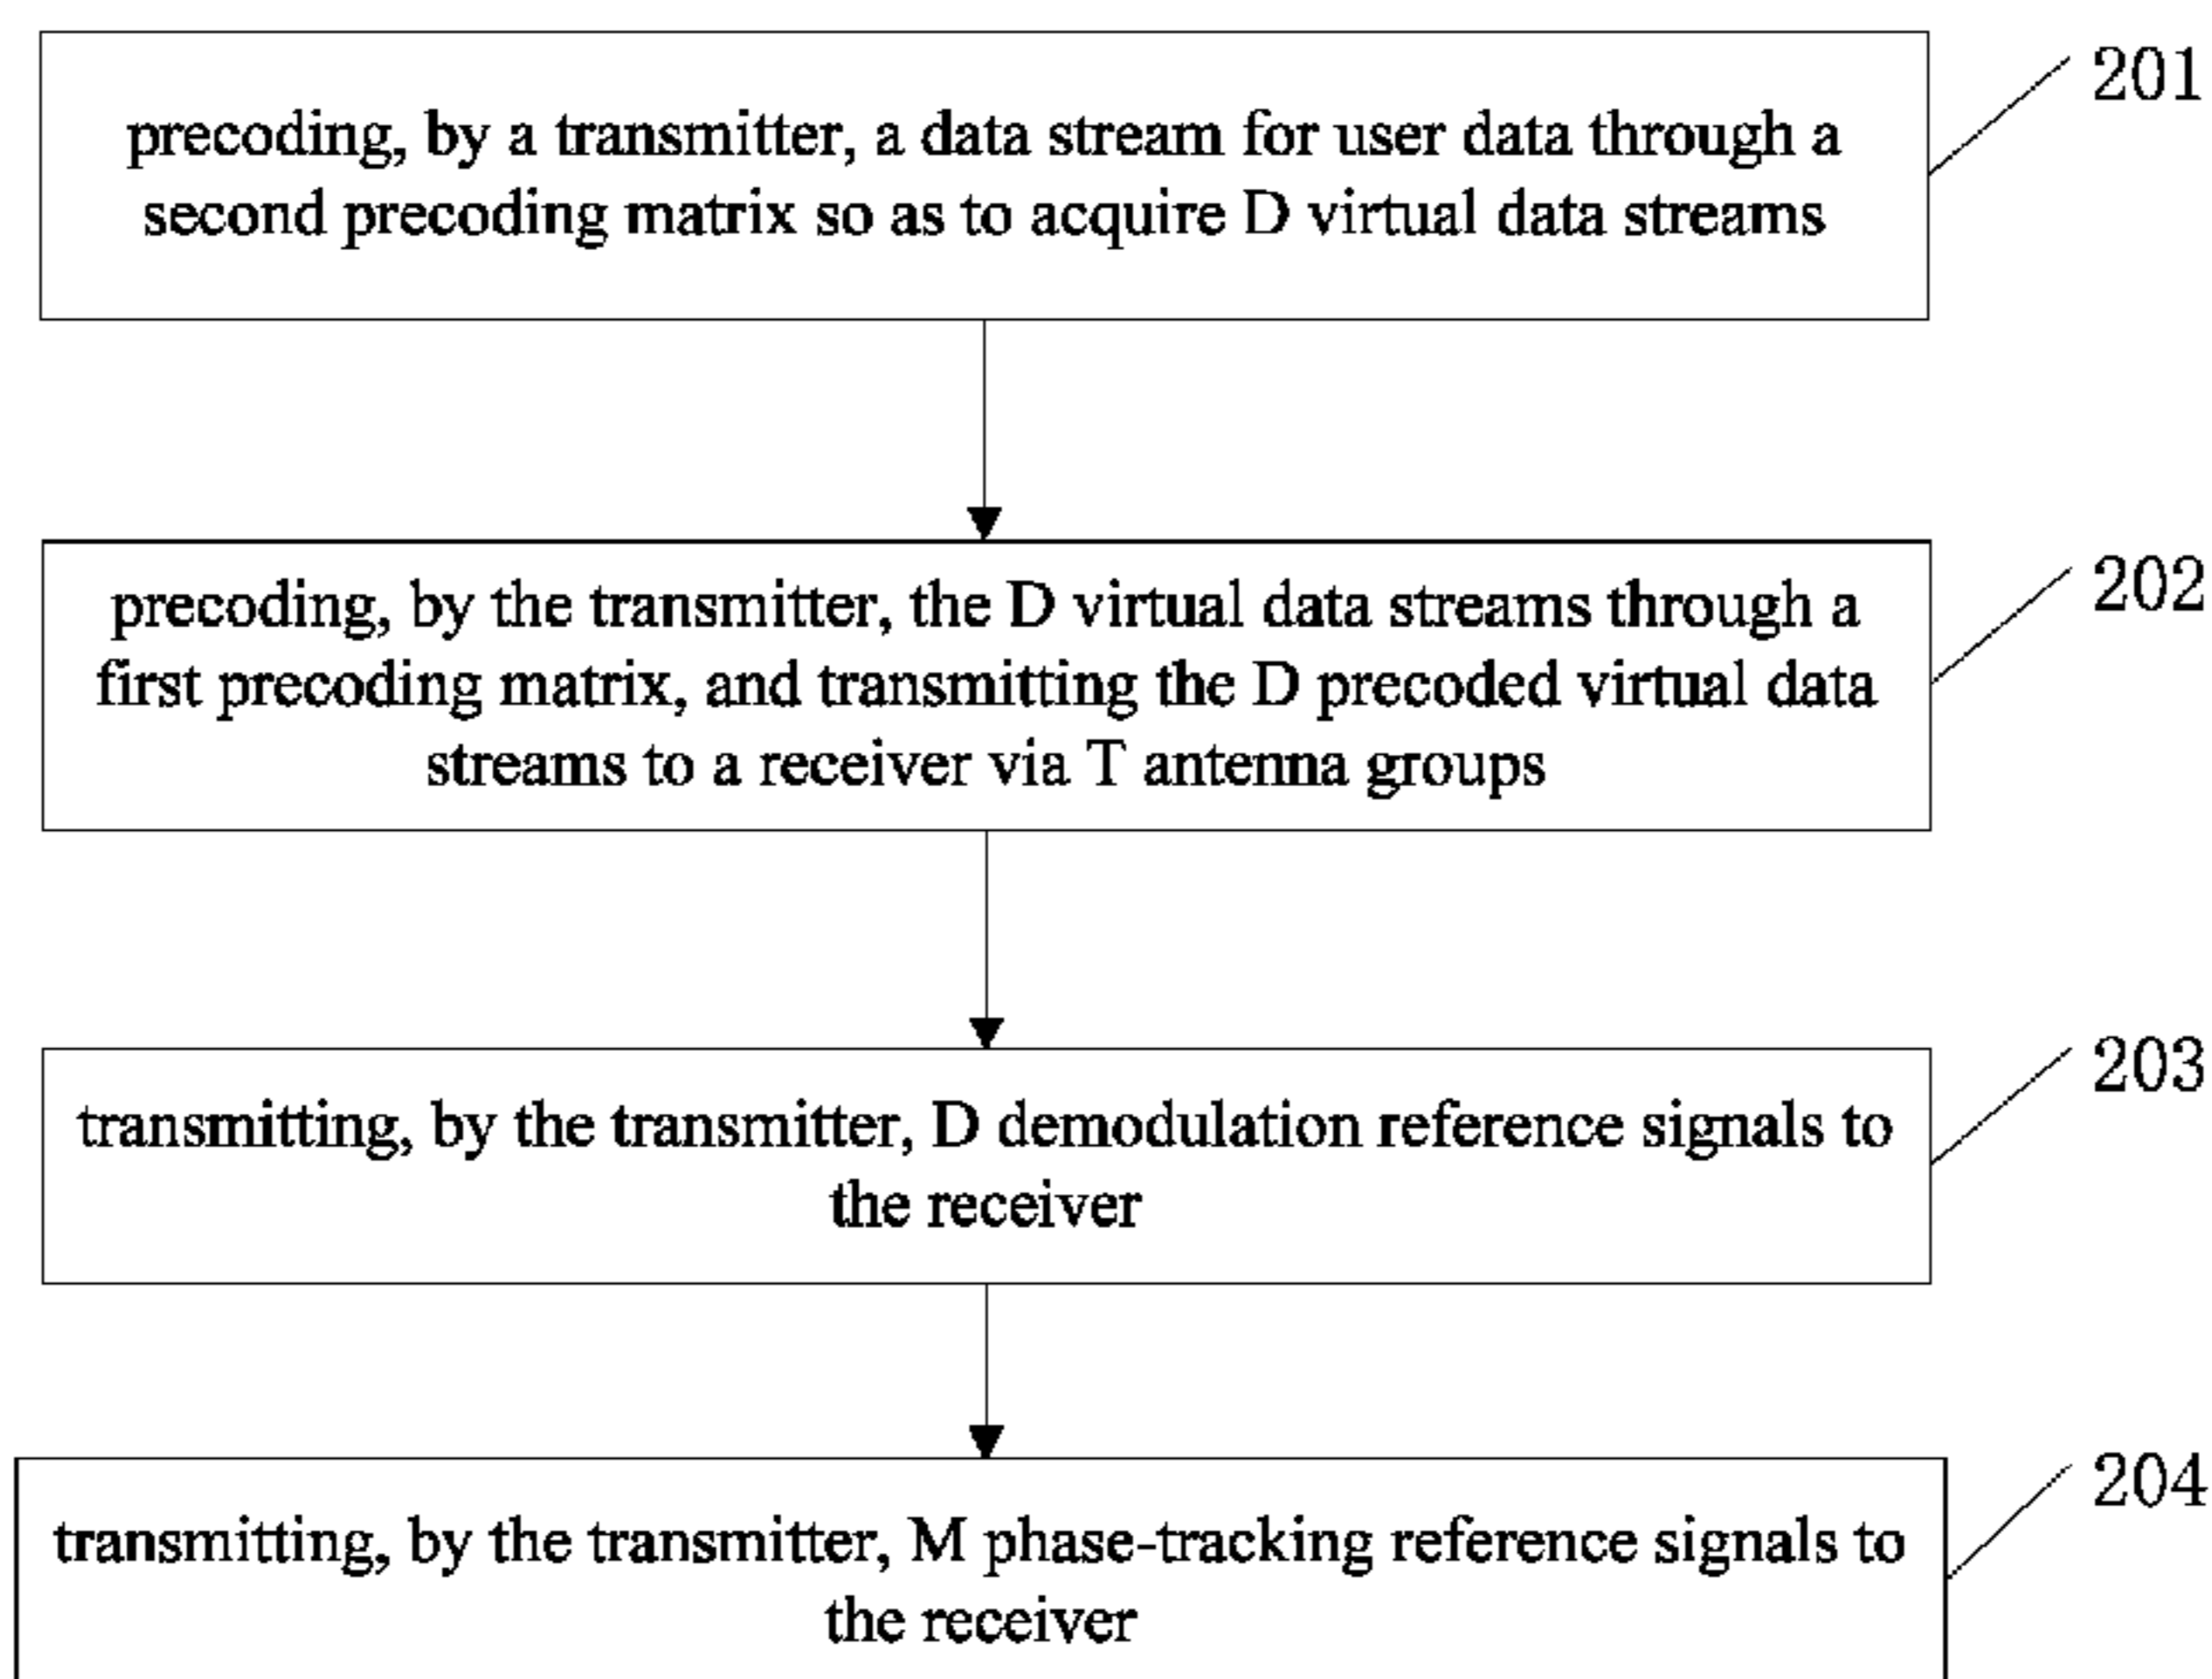 precoding, by a transmitter, a data stream for user data through a
second precoding matrix so as to acquire D virtual data streams
201
precoding, by the transmitter, the D virtual data streams through a
first precoding matrix, and transmitting the D precoded virtual data
streams to a receiver via T antenna groups
202
transmitting, by the transmitter, D demodulation reference signals to
the receiver
203
transmitting, by the transmitter, M phase-tracking reference signals to
the receiver
204